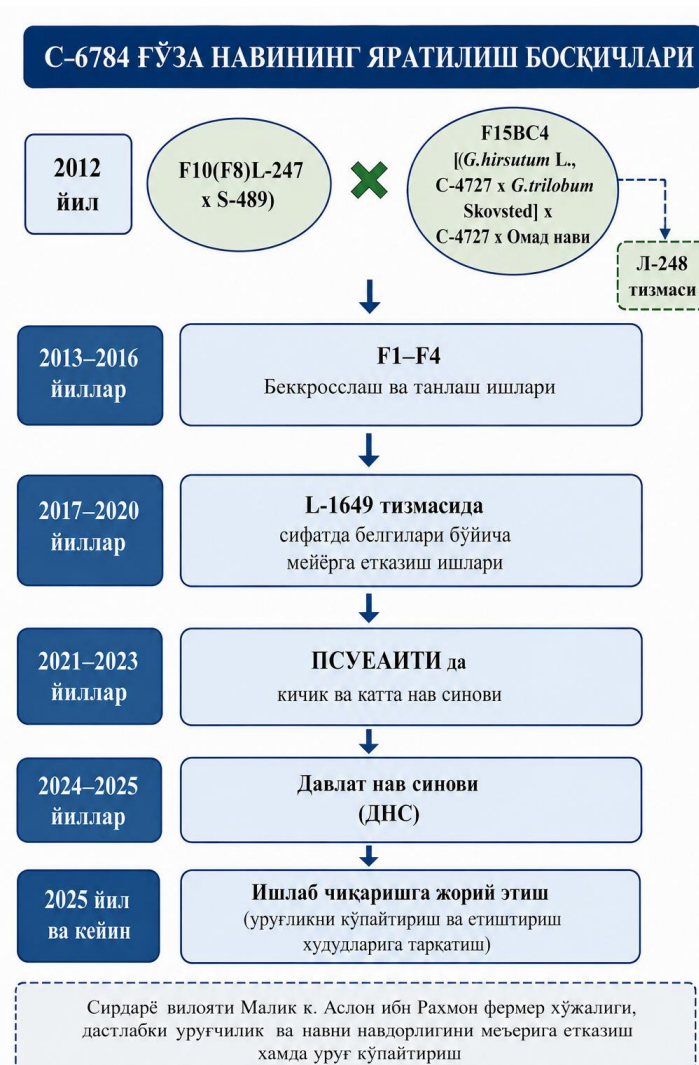 С-6784 ҒЎЗА НАВИНИНГ ЯРАТИЛИШ БОСҚИЧЛАРИ
2012
йил
F10(F8)L-247
x S-489)
F15BC4
[(G.hirsutum L.,
C-4727 x G.trilobum
Skovsted] x
C-4727 x Омад нави
Л-248
тизмаси
2013–2016
йиллар
F1–F4
Беккросслаш ва танлаш ишлари
2017–2020
йиллар
L-1649 тизмасида
сифатда белгилари бўйича
мейёрга етказиш ишлари
2021–2023
йиллар
ПСУЕАИТИ да
кичик ва катта нав синови
2024–2025
йиллар
Давлат нав синови
(ДНС)
2025 йил
ва кейин
Ишлаб чиқаришга жорий этиш
(уруғликни кўпайтириш ва етиштириш
худудларига тарқатиш)
Сирдарё вилояти Малик к. Аслон ибн Рахмон фермер хўжалиги,
дастлабки уруғчилик ва навни навдорлигини меъерига етказиш
хамда уруғ кўпайтириш